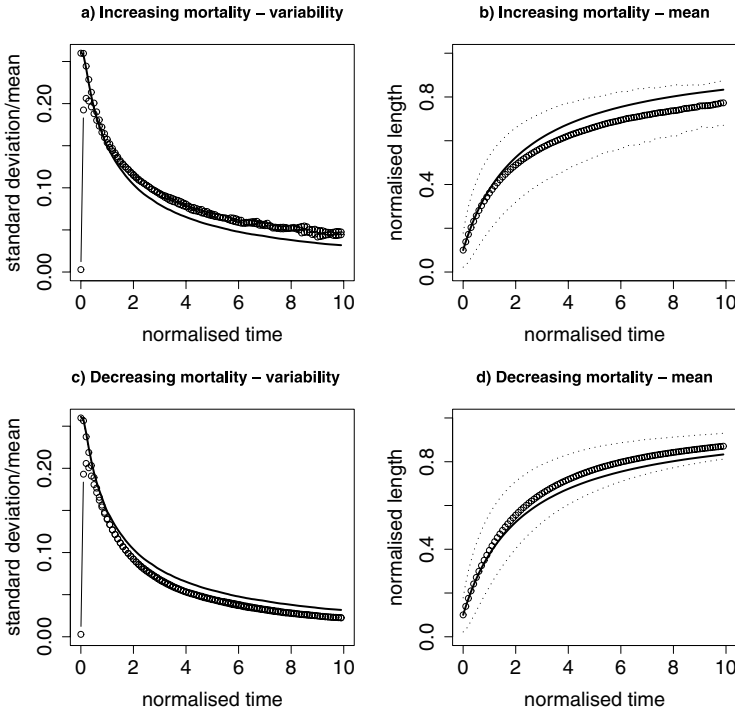 a) Increasing mortality – variability
standard deviation/mean
0.00 0.10 0.20
0 2 4 6 8 10
normalised time
b) Increasing mortality – mean
normalised length
0.0 0.4 0.8
0 2 4 6 8 10
normalised time
c) Decreasing mortality – variability
standard deviation/mean
0.00 0.10 0.20
0 2 4 6 8 10
normalised time
d) Decreasing mortality – mean
normalised length
0.0 0.4 0.8
0 2 4 6 8 10
normalised time